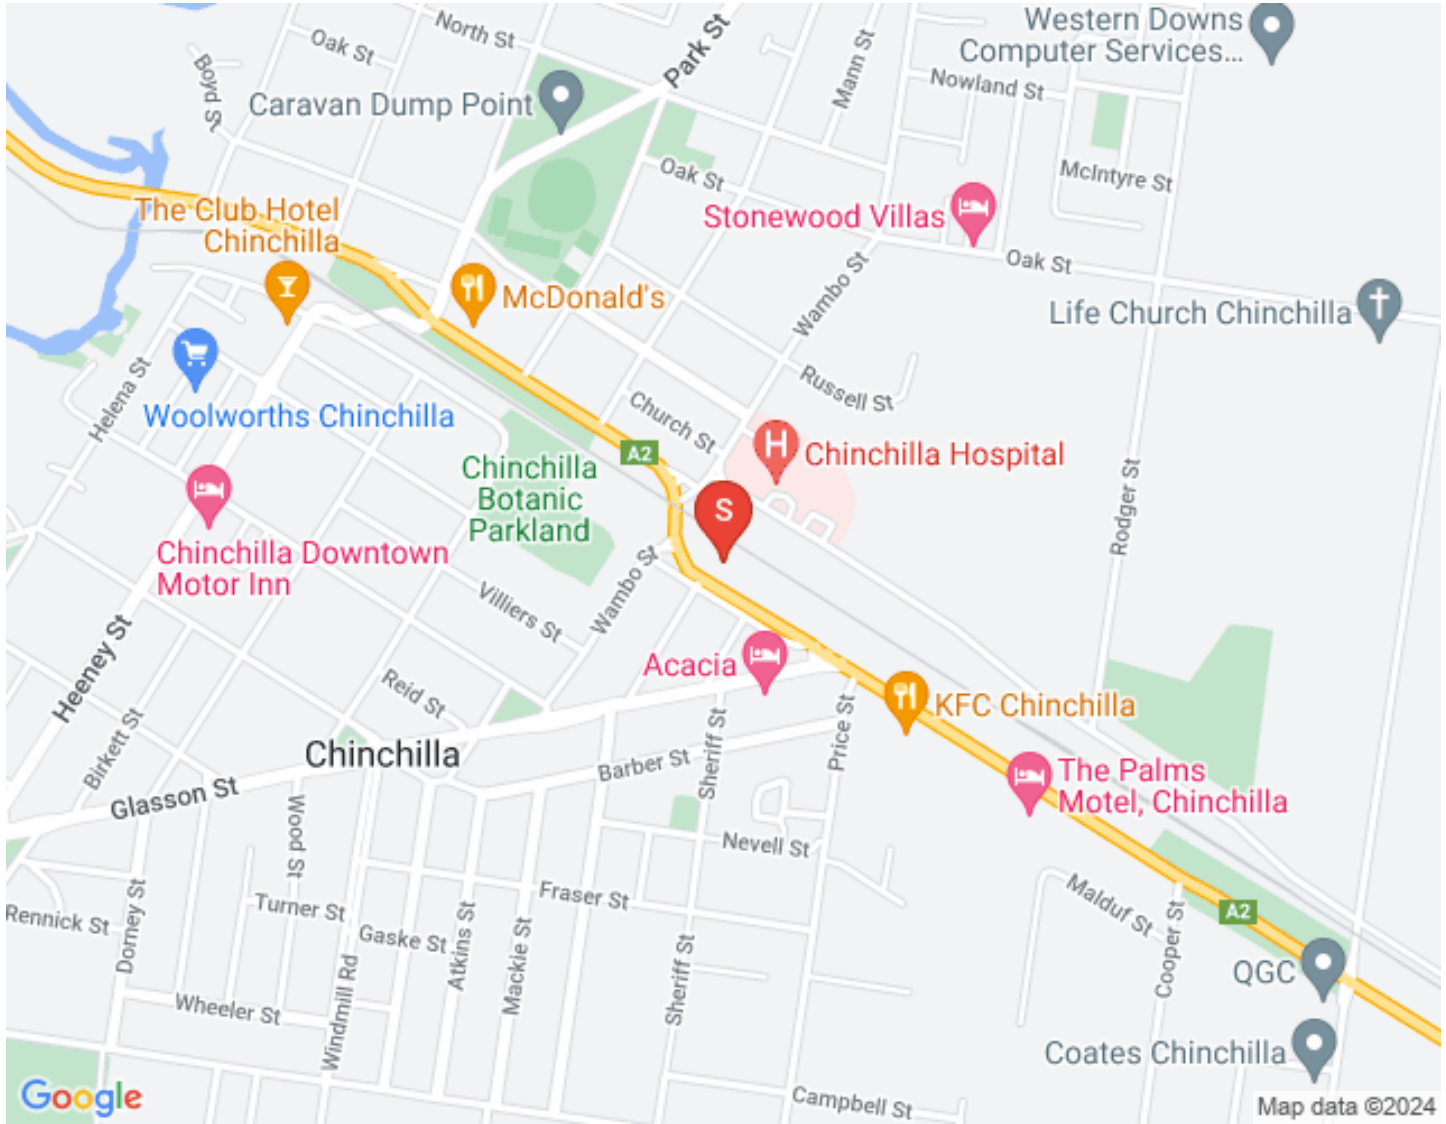 Western Downs
Computer Services...
North St
Park St
Oak St
Boyd St
Mann St
Nowland St
Caravan Dump Point
McIntyre St
Oak St
Stonewood Villas
The Club Hotel
Chinchilla
Oak St
Wambo St
McDonald's
Life Church Chinchilla
Helena St
Russell St
Woolworths Chinchilla
Church St
A2
H
Chinchilla Hospital
Chinchilla
Botanic
Parkland
S
Rodger St
Chinchilla Downtown
Motor Inn
Wambo St
Villiers St
Heeney St
Acacia
Reid St
KFC Chinchilla
Birkett St
Chinchilla
Sheriff St
Price St
Barber St
The Palms
Motel, Chinchilla
Glasson St
Wood St
Nevell St
Fraser St
Malduf St
Turner St
A2
Rennick St
Dorney St
Gaske St
Atkins St
Mackie St
Cooper St
QGC
Sheriff St
Wheeler St
Windmill Rd
Coates Chinchilla
Google
Campbell St
Map data ©2024